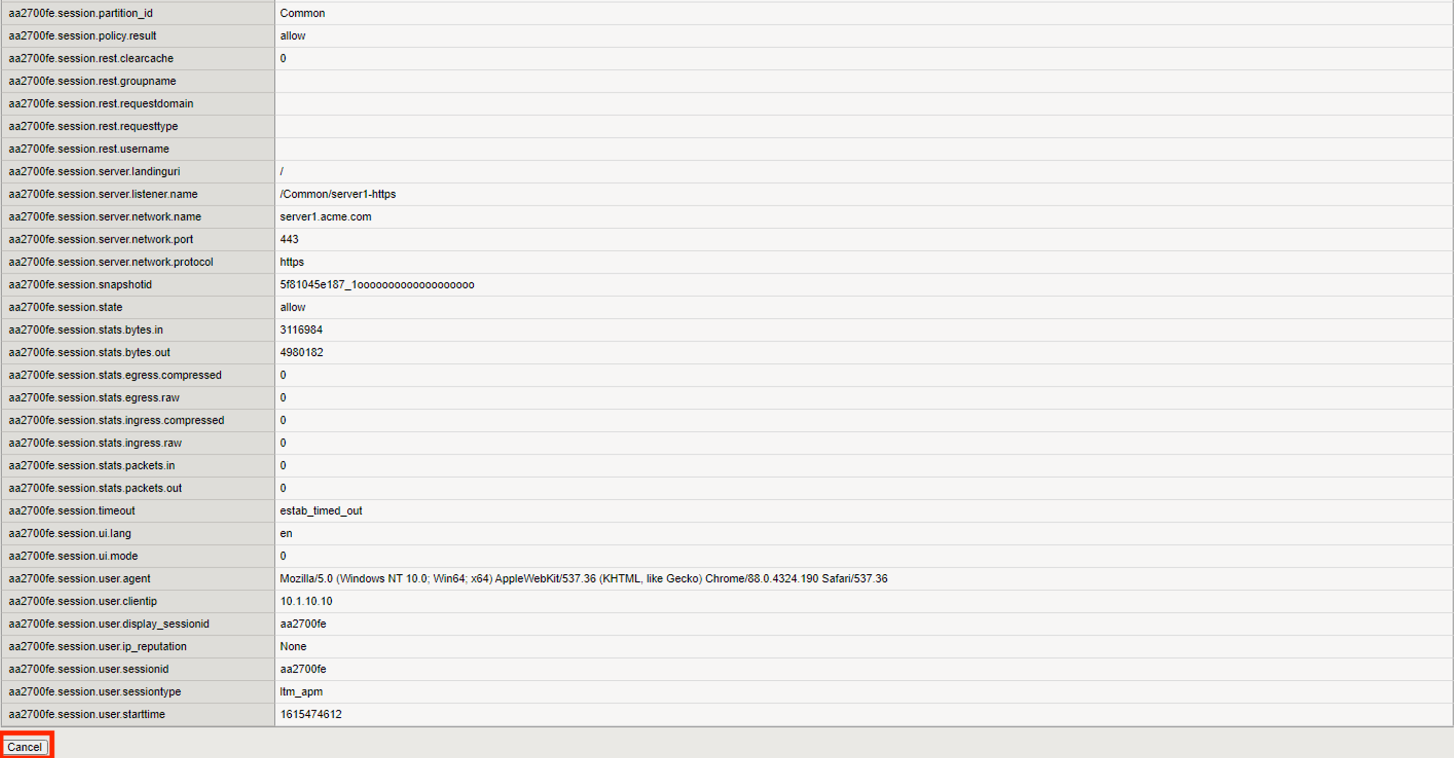 aa2700fe.session.partition_id Common
aa2700fe.session.policy.result allow
aa2700fe.session.rest.clearcache 0
aa2700fe.session.rest.groupname
aa2700fe.session.rest.requestdomain
aa2700fe.session.rest.requesttype
aa2700fe.session.rest.username
aa2700fe.session.server.landinguri /
aa2700fe.session.server.listener.name /Common/server1-https
aa2700fe.session.server.network.name server1.acme.com
aa2700fe.session.server.network.port 443
aa2700fe.session.server.network.protocol https
aa2700fe.session.snapshotid 5f81045e187_1ooooooooooooooooooo
aa2700fe.session.state allow
aa2700fe.session.stats.bytes.in 3116984
aa2700fe.session.stats.bytes.out 4980182
aa2700fe.session.stats.egress.compressed 0
aa2700fe.session.stats.egress.raw 0
aa2700fe.session.stats.ingress.compressed 0
aa2700fe.session.stats.ingress.raw 0
aa2700fe.session.stats.packets.in 0
aa2700fe.session.stats.packets.out 0
aa2700fe.session.timeout estab_timed_out
aa2700fe.session.ui.lang en
aa2700fe.session.ui.mode 0
aa2700fe.session.user.agent Mozilla/5.0 (Windows NT 10.0; Win64; x64) AppleWebKit/537.36 (KHTML, like Gecko) Chrome/88.0.4324.190 Safari/537.36
aa2700fe.session.user.clientip 10.1.10.10
aa2700fe.session.user.display_sessionid aa2700fe
aa2700fe.session.user.ip_reputation None
aa2700fe.session.user.sessionid aa2700fe
aa2700fe.session.user.sessiontype ltm_apm
aa2700fe.session.user.starttime 1615474612
Cancel